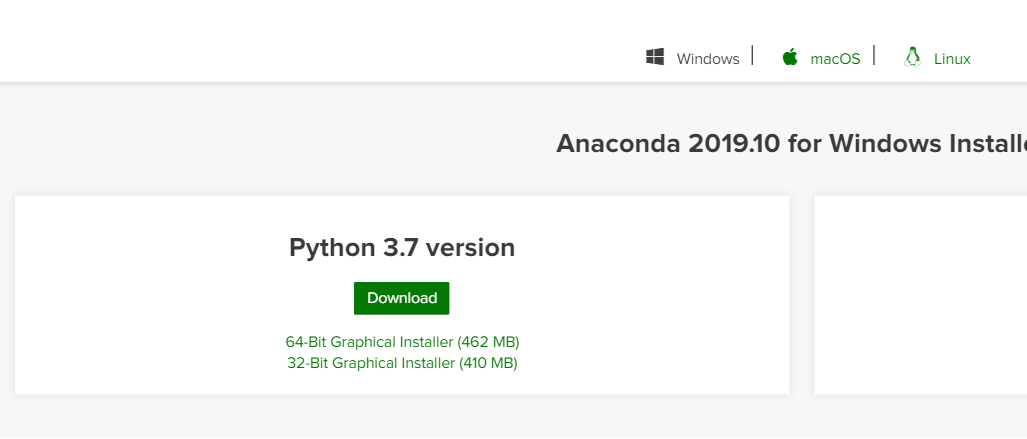 Windows | macOS | Linux
Anaconda 2019.10 for Windows
Python 3.7 version
Download
64-Bit Graphical Installer (462 MB)
32-Bit Graphical Installer (410 MB)